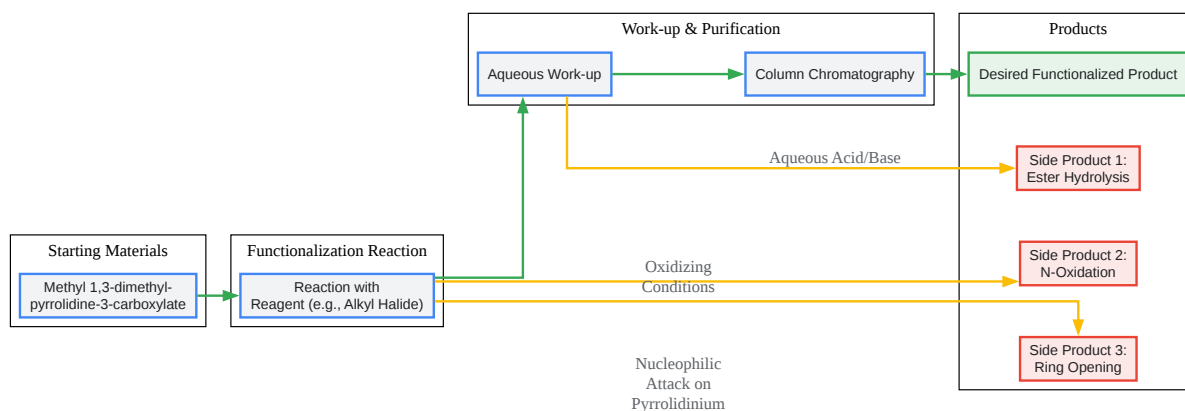 Work-up & Purification
Products
Aqueous Work-up
Column Chromatography
Desired Functionalized Product
Aqueous Acid/Base
Side Product 1:
Ester Hydrolysis
Starting Materials
Functionalization Reaction
Methyl 1,3-dimethyl-
pyrrolidine-3-carboxylate
Reaction with
Reagent (e.g., Alkyl Halide)
Oxidizing
Conditions
Side Product 2:
N-Oxidation
Side Product 3:
Ring Opening
Nucleophilic
Attack on
Pyrrolidinium